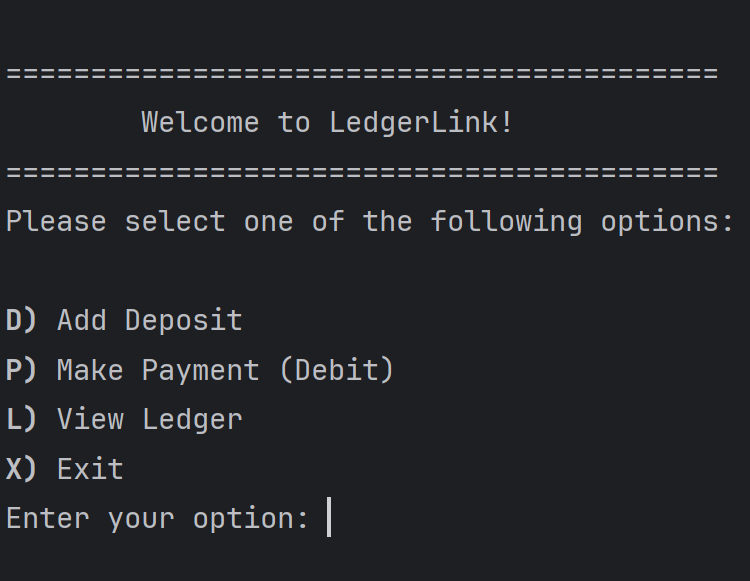 ==========================================
Welcome to LedgerLink!
==========================================
Please select one of the following options:
D) Add Deposit
P) Make Payment (Debit)
L) View Ledger
X) Exit
Enter your option: